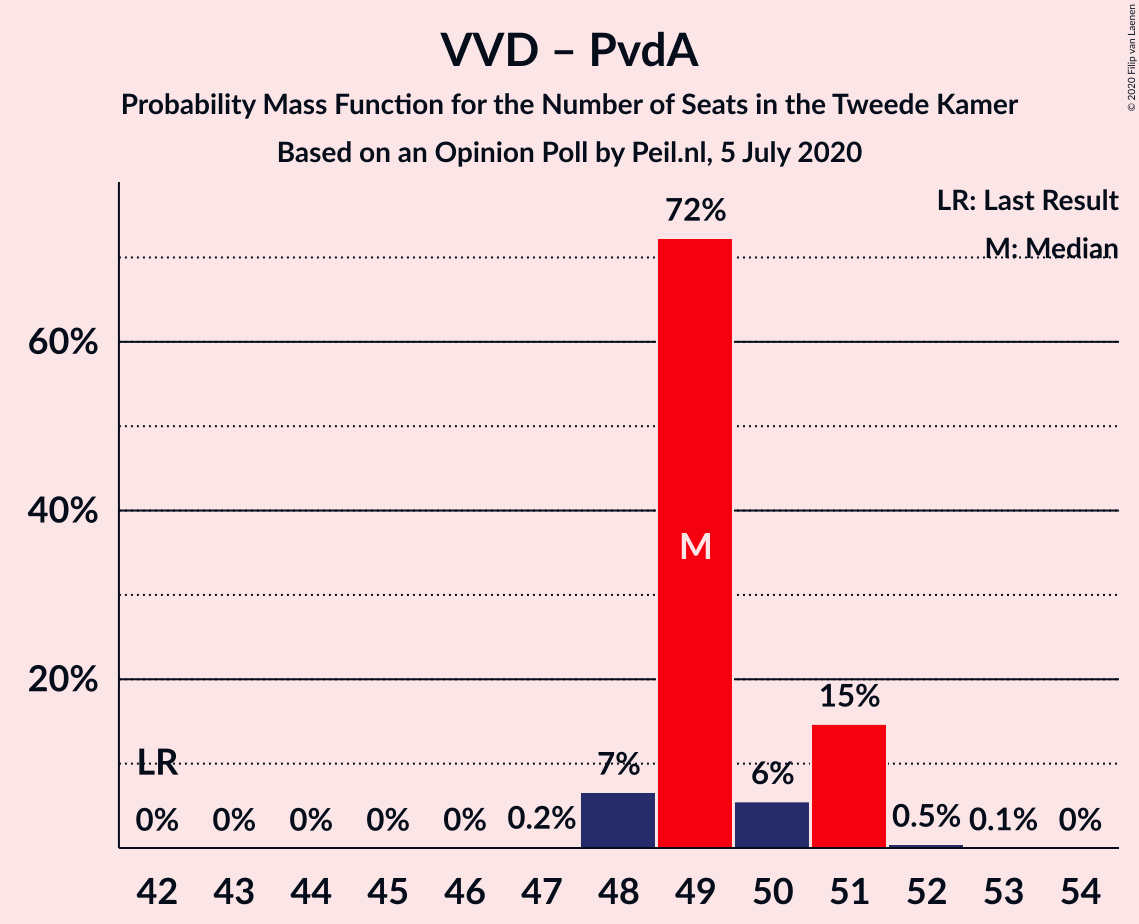 VVD – PvdA
Probability Mass Function for the Number of Seats in the Tweede Kamer
Based on an Opinion Poll by Peil.nl, 5 July 2020
© 2020 Filip van Laenen
LR: Last Result
M: Median
72%
60%
40%
M
20%
15%
LR
7%
6%
0% 0% 0% 0% 0% 0.2% 0.5% 0.1% 0%
42 43 44 45 46 47 48 49 50 51 52 53 54